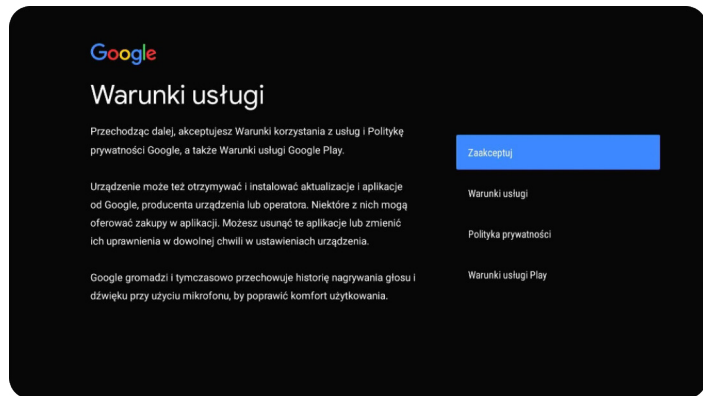 Google
Warunki usługi
Przechodząc dalej, akceptujesz Warunki korzystania z usług i Politykę
prywatności Google, a także Warunki usługi Google Play.
Urządzenie może też otrzymywać i instalować aktualizacje i aplikacje
od Google, producenta urządzenia lub operatora. Niektóre z nich mogą
oferować zakupy w aplikacji. Możesz usunąć te aplikacje lub zmienić
ich uprawnienia w dowolnej chwili w ustawieniach urządzenia.
Google gromadzi i tymczasowo przechowuje historię nagrywania głosu i
dźwięku przy użyciu mikrofonu, by poprawić komfort użytkowania.
Zaakceptuj
Warunki usługi
Polityka prywatności
Warunki usługi Play